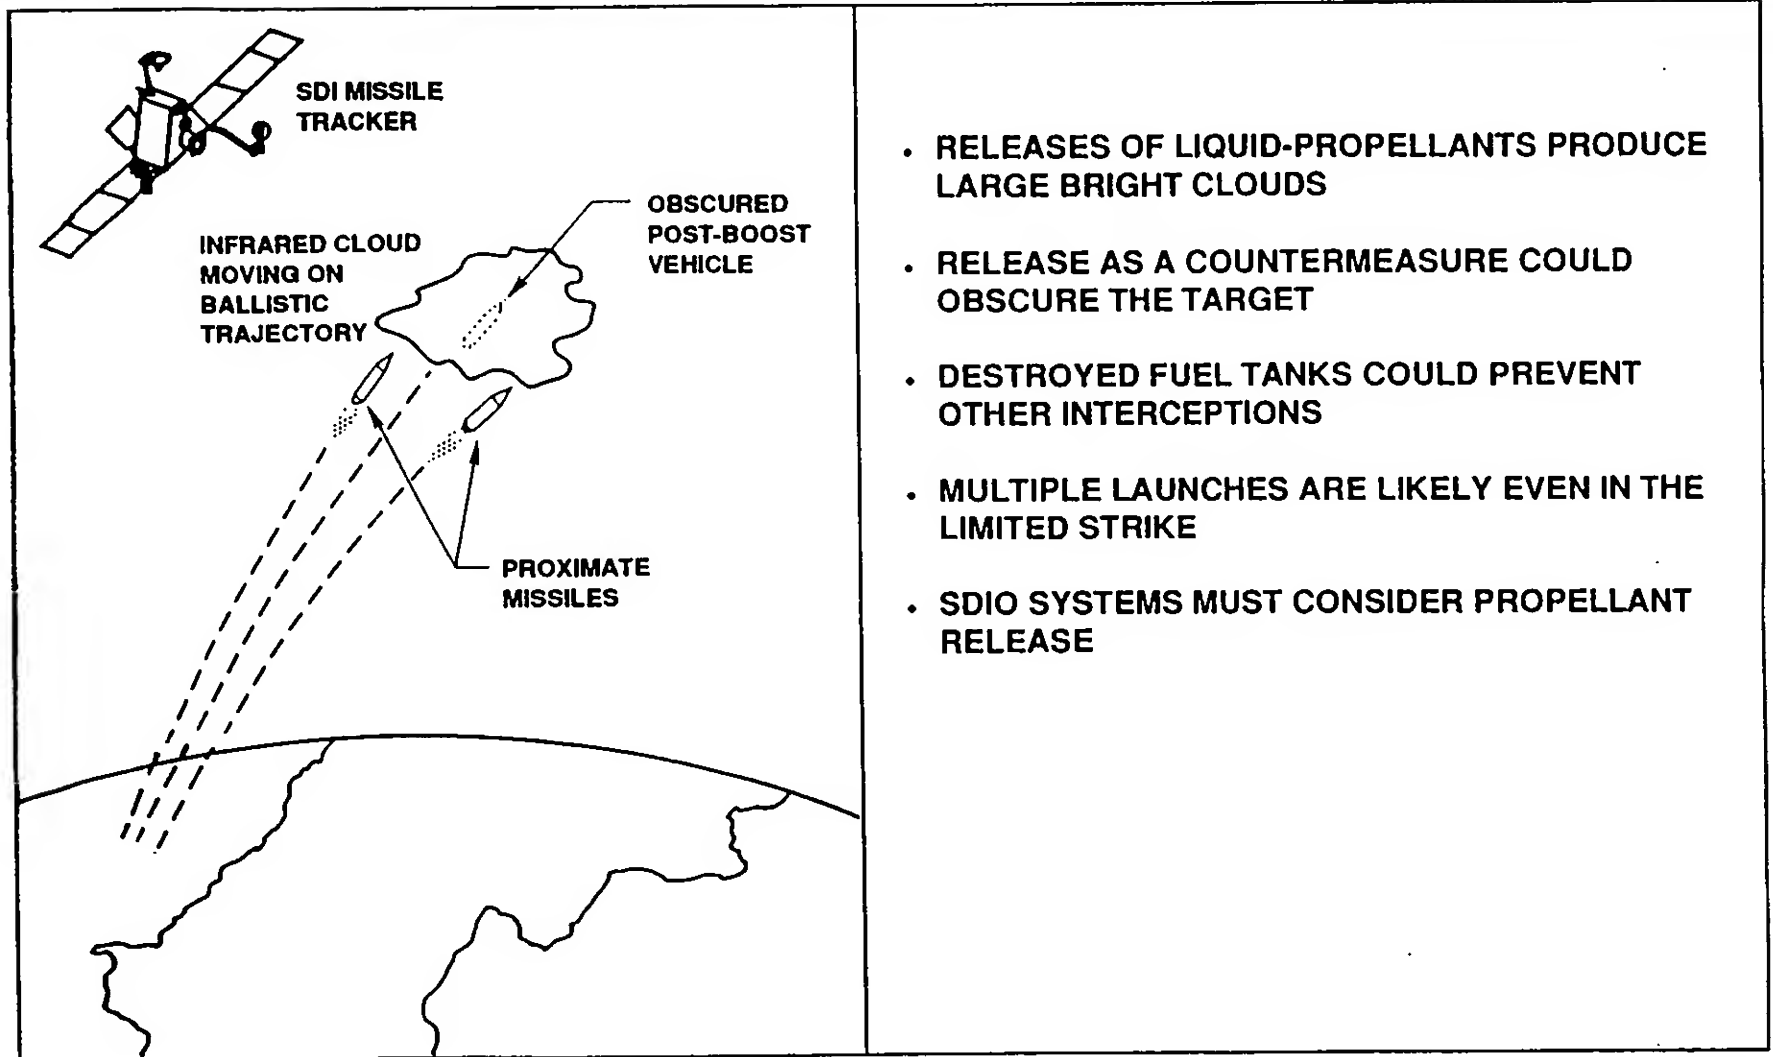 SDI MISSILE
TRACKER
OBSCURED
POST-BOOST
VEHICLE
INFRARED CLOUD
MOVING ON
BALLISTIC
TRAJECTORY
PROXIMATE
MISSILES
• RELEASES OF LIQUID-PROPELLANTS PRODUCE
LARGE BRIGHT CLOUDS
• RELEASE AS A COUNTERMEASURE COULD
OBSCURE THE TARGET
• DESTROYED FUEL TANKS COULD PREVENT
OTHER INTERCEPTIONS
• MULTIPLE LAUNCHES ARE LIKELY EVEN IN THE
LIMITED STRIKE
• SDIO SYSTEMS MUST CONSIDER PROPELLANT
RELEASE